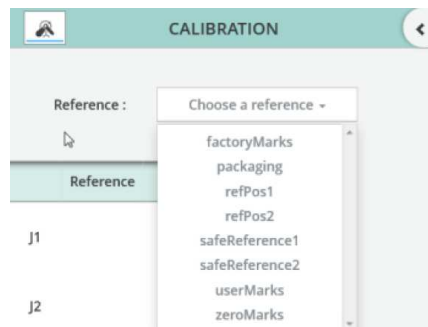 CALIBRATION
Reference :
Choose a reference
factoryMarks
packaging
refPos1
refPos2
safeReference1
safeReference2
userMarks
zeroMarks
Reference
J1
J2